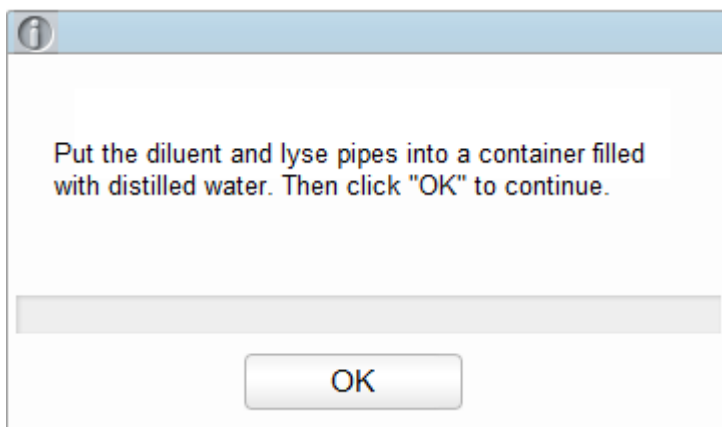 Put the diluent and lyse pipes into a container filled
with distilled water. Then click "OK" to continue.
OK